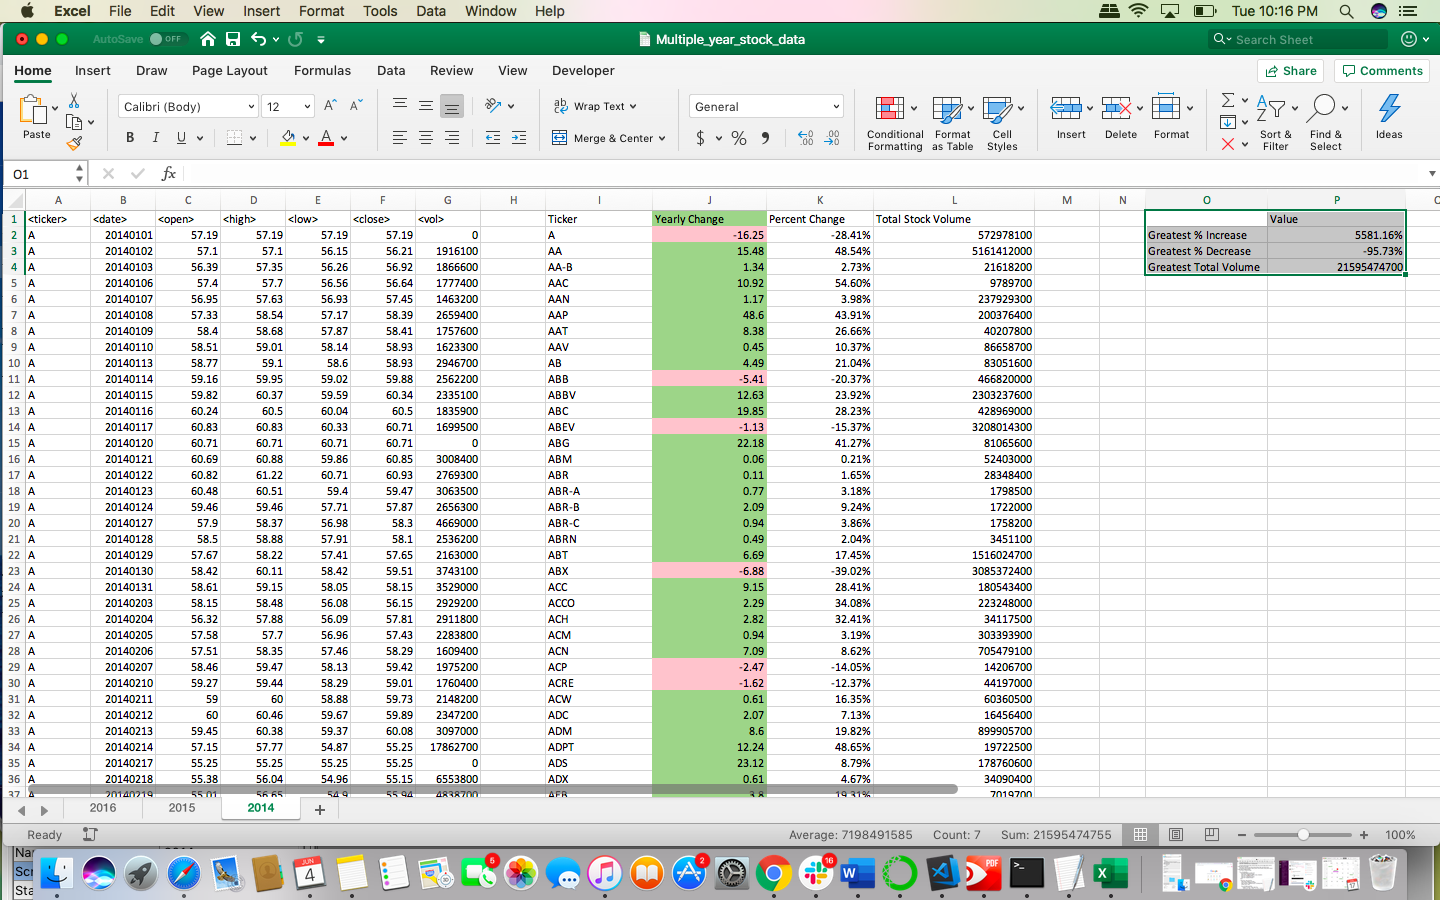 Excel File Edit View Insert Format Tools Data Window Help Tue 10:16 PM
AutoSave OFF Multiple_year_stock_data Search Sheet
Home Insert Draw Page Layout Formulas Data Review View Developer Share Comments
Paste Calibri (Body) 12 A A Wrap Text General
B I U A Merge & Center $ % 9
Conditional Formatting Format as Table Cell Styles Insert Delete Format Sort & Filter Find & Select Ideas
O1 fx
A B C D E F G H I J K L M N O P
1 <ticker> <date> <open> <high> <low> <close> <vol> Ticker Yearly Change Percent Change Total Stock Volume Value
2 A 20140101 57.19 57.19 57.19 57.19 0 A -16.25 -28.41% 572978100 Greatest % Increase 5581.16%
3 A 20140102 57.1 57.1 56.15 56.21 1916100 AA 15.48 48.54% 5161412000 Greatest % Decrease -95.73%
4 A 20140103 56.39 57.35 56.26 56.92 1866600 AA-B 1.34 2.73% 21618200 Greatest Total Volume 21595474700
5 A 20140106 57.4 57.7 56.56 56.64 1777400 AAC 10.92 54.60% 9789700
6 A 20140107 56.95 57.63 56.93 57.45 1463200 AAN 1.17 3.98% 237929300
7 A 20140108 57.33 58.54 57.17 58.39 2659400 AAP 48.6 43.91% 200376400
8 A 20140109 58.4 58.68 57.87 58.41 1757600 AAT 8.38 26.66% 40207800
9 A 20140110 58.51 59.01 58.14 58.93 1623300 AAV 0.45 10.37% 86658700
10 A 20140113 58.77 59.1 58.6 58.93 2946700 AB 4.49 21.04% 83051600
11 A 20140114 59.16 59.95 59.02 59.88 2562200 ABB -5.41 -20.37% 466820000
12 A 20140115 59.82 60.37 59.59 60.34 2335100 ABBV 12.63 23.92% 2303237600
13 A 20140116 60.24 60.5 60.04 60.5 1835900 ABC 19.85 28.23% 428969000
14 A 20140117 60.83 60.83 60.33 60.71 1699500 ABEV -1.13 -15.37% 3208014300
15 A 20140120 60.71 60.71 60.71 60.71 0 ABG 22.18 41.27% 81065600
16 A 20140121 60.69 60.88 59.86 60.85 3008400 ABM 0.06 0.21% 52403000
17 A 20140122 60.82 61.22 60.71 60.93 2769300 ABR 0.11 1.65% 28348400
18 A 20140123 60.48 60.51 59.4 59.47 3063500 ABR-A 0.77 3.18% 1798500
19 A 20140124 59.46 59.46 57.71 57.87 2656300 ABR-B 2.09 9.24% 1722000
20 A 20140127 57.9 58.37 56.98 58.3 4669000 ABR-C 0.94 3.86% 1758200
21 A 20140128 58.5 58.88 57.91 58.1 2536200 ABRN 0.49 2.04% 3451100
22 A 20140129 57.67 58.22 57.41 57.65 2163000 ABT 6.69 17.45% 1516024700
23 A 20140130 58.42 60.11 58.42 59.51 3743100 ABX -6.88 -39.02% 3085372400
24 A 20140131 58.61 59.15 58.05 58.15 3529000 ACC 9.15 28.41% 180543400
25 A 20140203 58.15 58.48 56.08 56.15 2929200 ACCO 2.29 34.08% 223248000
26 A 20140204 56.32 57.88 56.09 57.81 2911800 ACH 2.82 32.41% 34117500
27 A 20140205 57.58 57.7 56.96 57.43 2283800 ACM 0.94 3.19% 303393900
28 A 20140206 57.51 58.35 57.46 58.29 1609400 ACN 7.09 8.62% 705479100
29 A 20140207 58.46 59.47 58.13 59.42 1975200 ACP -2.47 -14.05% 14206700
30 A 20140210 59.27 59.44 58.29 59.01 1760400 ACRE -1.62 -12.37% 44197000
31 A 20140211 59 60 58.88 59.73 2148200 ACW 0.61 16.35% 60360500
32 A 20140212 60 60.46 59.67 59.89 2347200 ADC 2.07 7.13% 16456400
33 A 20140213 59.45 60.38 59.37 60.08 3097000 ADM 8.6 19.82% 899905700
34 A 20140214 57.15 57.77 54.87 55.25 17862700 ADPT 12.24 48.65% 19722500
35 A 20140217 55.25 55.25 55.25 55.25 0 ADS 23.12 8.79% 178760600
36 A 20140218 55.38 56.04 54.96 55.15 6553800 ADX 0.61 4.67% 34090400
37 A 20140219 55.01 56.65 54.9 55.94 4838700 AEB 3.8 19.31% 7019700
2016 2015 2014 +
Ready Average: 7198491585 Count: 7 Sum: 21595474755 100%
Na
Sci
Sta
JUN 4 5 2 16 W PDF X